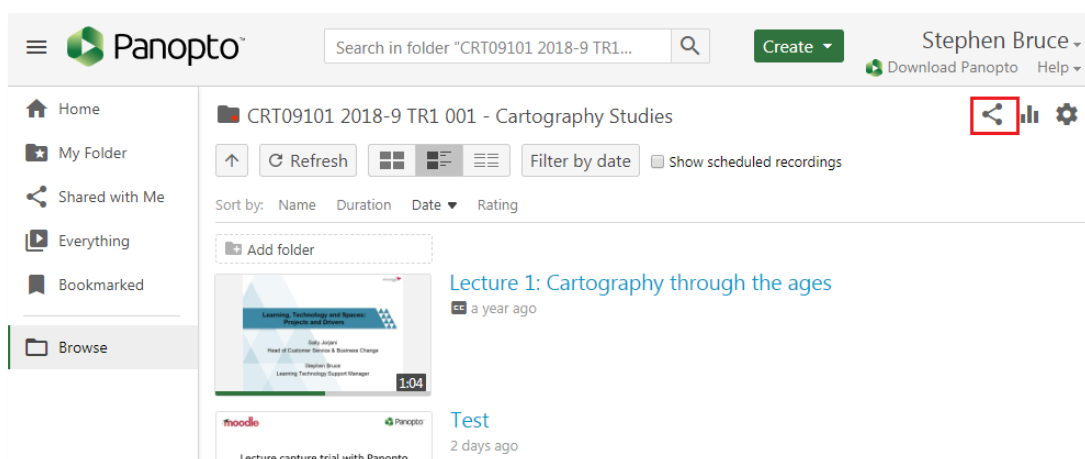 Panopto™
Search in folder "CRT09101 2018-9 TR1...
Create
Stephen Bruce
Download Panopto Help
Home
My Folder
Shared with Me
Everything
Bookmarked
Browse
CRT09101 2018-9 TR1 001 - Cartography Studies
Refresh
Filter by date
Show scheduled recordings
Sort by: Name Duration Date Rating
Add folder
Learning, Technology and Spaces:
Projects and Drivers
Sally Jorjani
Head of Customer Service & Business Change
Stephen Bruce
Learning Technology Support Manager
1:04
Lecture 1: Cartography through the ages
CC a year ago
moodle
Panopto
Lecture capture trial with Panopto
Test
2 days ago